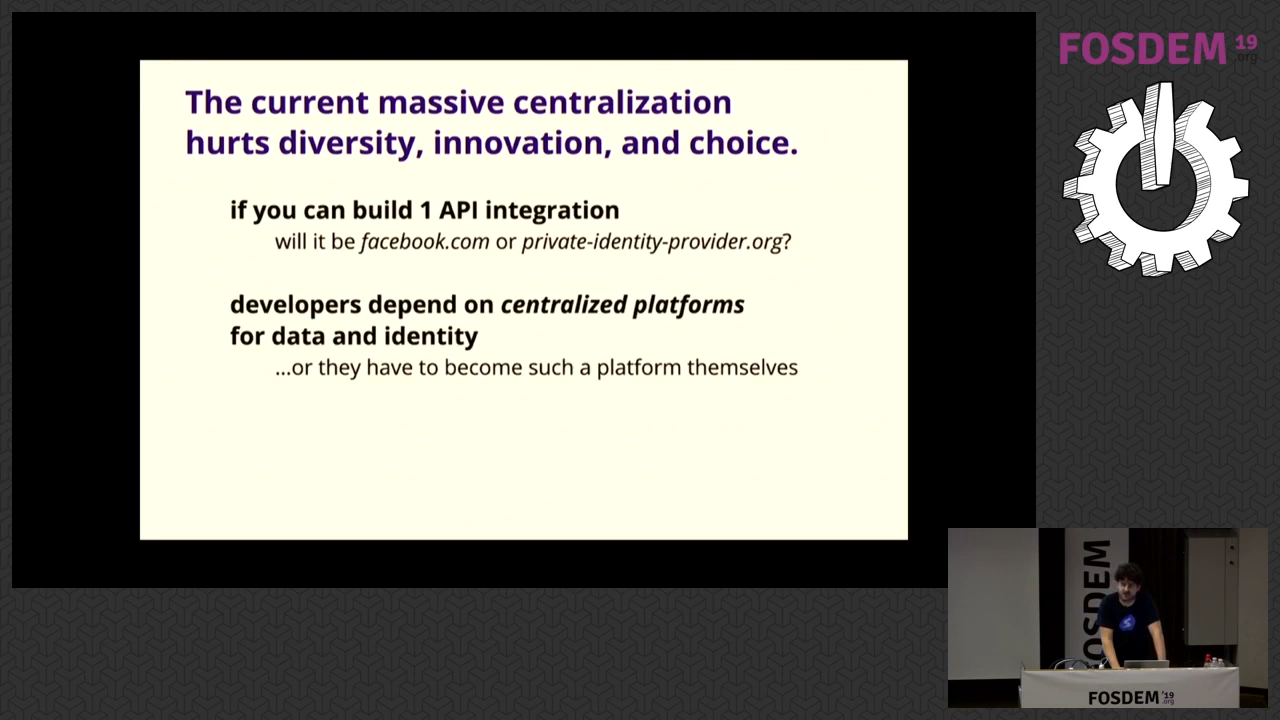 The current massive centralization
hurts diversity, innovation, and choice.
if you can build 1 API integration
will it be facebook.com or private-identity-provider.org?
developers depend on centralized platforms
for data and identity
…or they have to become such a platform themselves
FOSDEM 19
.org
FOSDEM
FOSDEM '19
.org